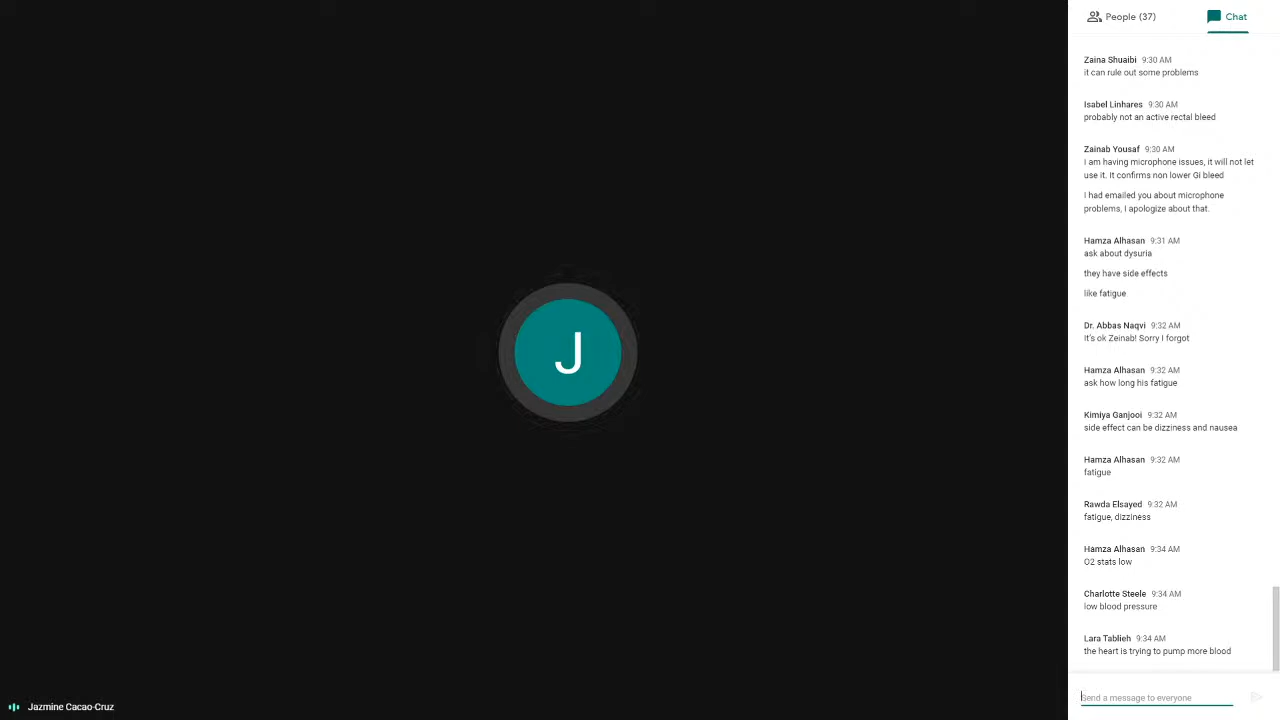 People (37)
Chat
Zaina Shuaibi 9:30 AM
it can rule out some problems
Isabel Linhares 9:30 AM
probably not an active rectal bleed
Zainab Yousaf 9:30 AM
I am having microphone issues, it will not let
use it. It confirms non lower Gi bleed
I had emailed you about microphone
problems, I apologize about that.
Hamza Alhasan 9:31 AM
ask about dysuria
they have side effects
like fatigue
Dr. Abbas Naqvi 9:32 AM
It's ok Zeinab! Sorry I forgot
Hamza Alhasan 9:32 AM
ask how long his fatigue
Kimiya Ganjooi 9:32 AM
side effect can be dizziness and nausea
Hamza Alhasan 9:32 AM
fatigue
Rawda Elsayed 9:32 AM
fatigue, dizziness
Hamza Alhasan 9:34 AM
O2 stats low
Charlotte Steele 9:34 AM
low blood pressure
Lara Tablieh 9:34 AM
the heart is trying to pump more blood
Send a message to everyone
J
Jazmine Cacao-Cruz